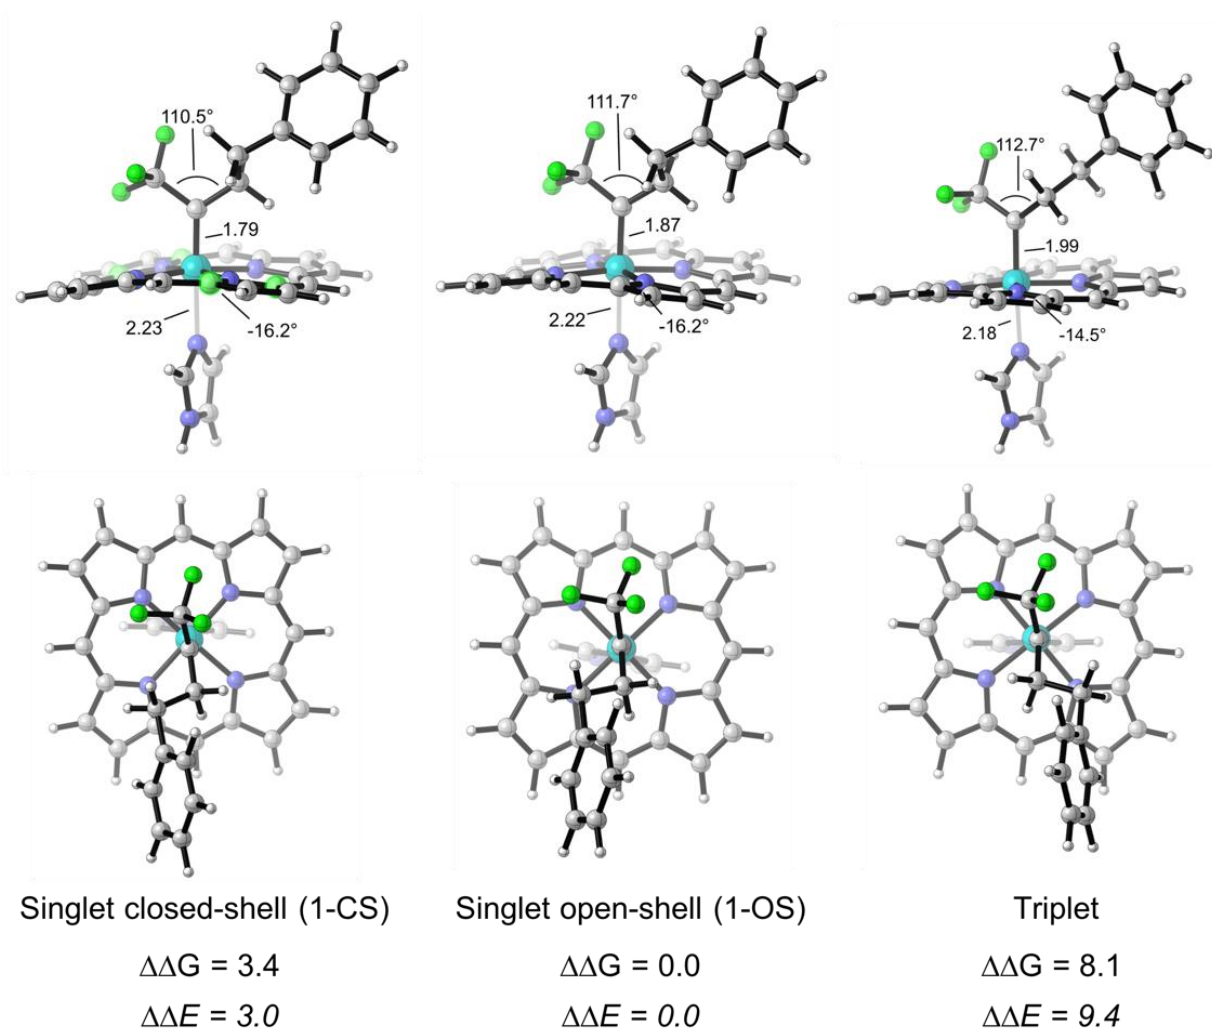 110.5°
1.79
2.23
-16.2°
111.7°
1.87
2.22
-16.2°
112.7°
1.99
2.18
-14.5°
Singlet closed-shell (1-CS)
Singlet open-shell (1-OS)
Triplet
ΔΔG = 3.4
ΔΔG = 0.0
ΔΔG = 8.1
ΔΔE = 3.0
ΔΔE = 0.0
ΔΔE = 9.4